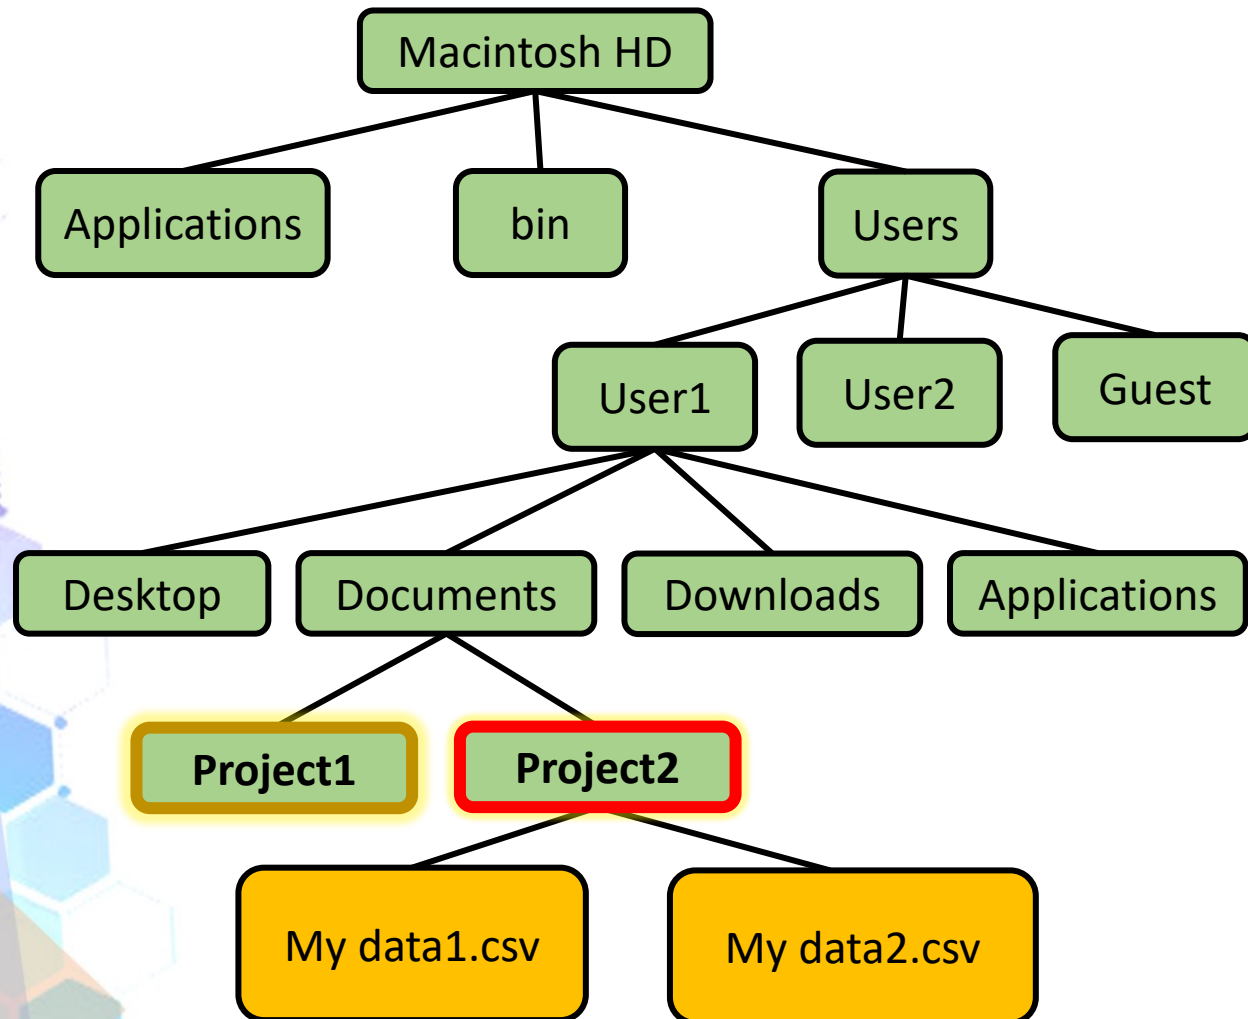 Macintosh HD
Applications
bin
Users
User1
User2
Guest
Desktop
Documents
Downloads
Applications
Project1
Project2
My data1.csv
My data2.csv